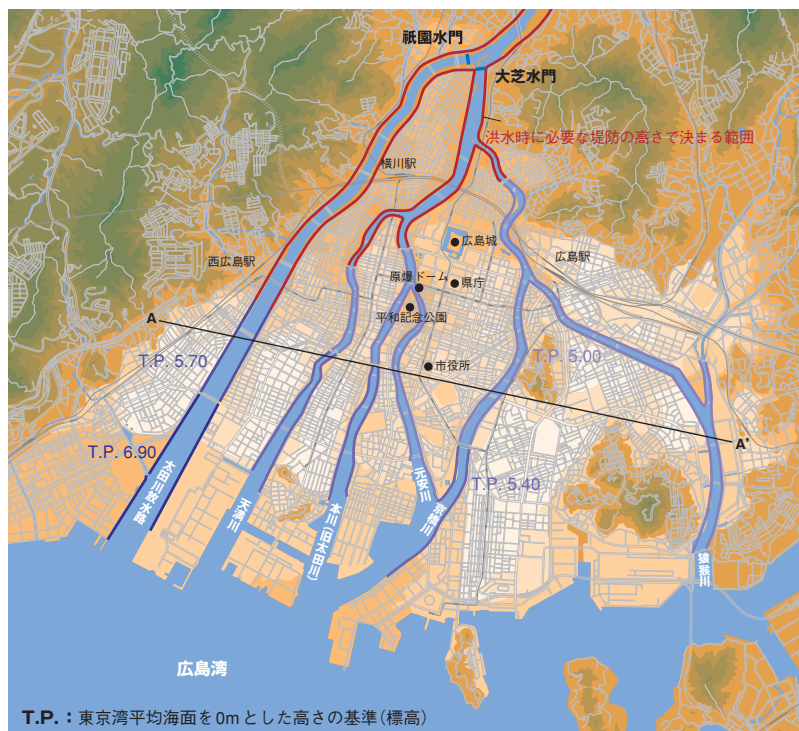 祇園水門
大芝水門
洪水時に必要な堤防の高さで決まる範囲
横川駅
広島城
広島駅
西広島駅
原爆ドーム
県庁
平和記念公園
A
T.P. 5.70
T.P. 5.00
市役所
A'
T.P. 6.90
太田川放水路
天満川
本川(旧太田川)
元安川
京橋川
T.P. 5.40
猿猴川
広島湾
T.P.：東京湾平均海面を0mとした高さの基準(標高)